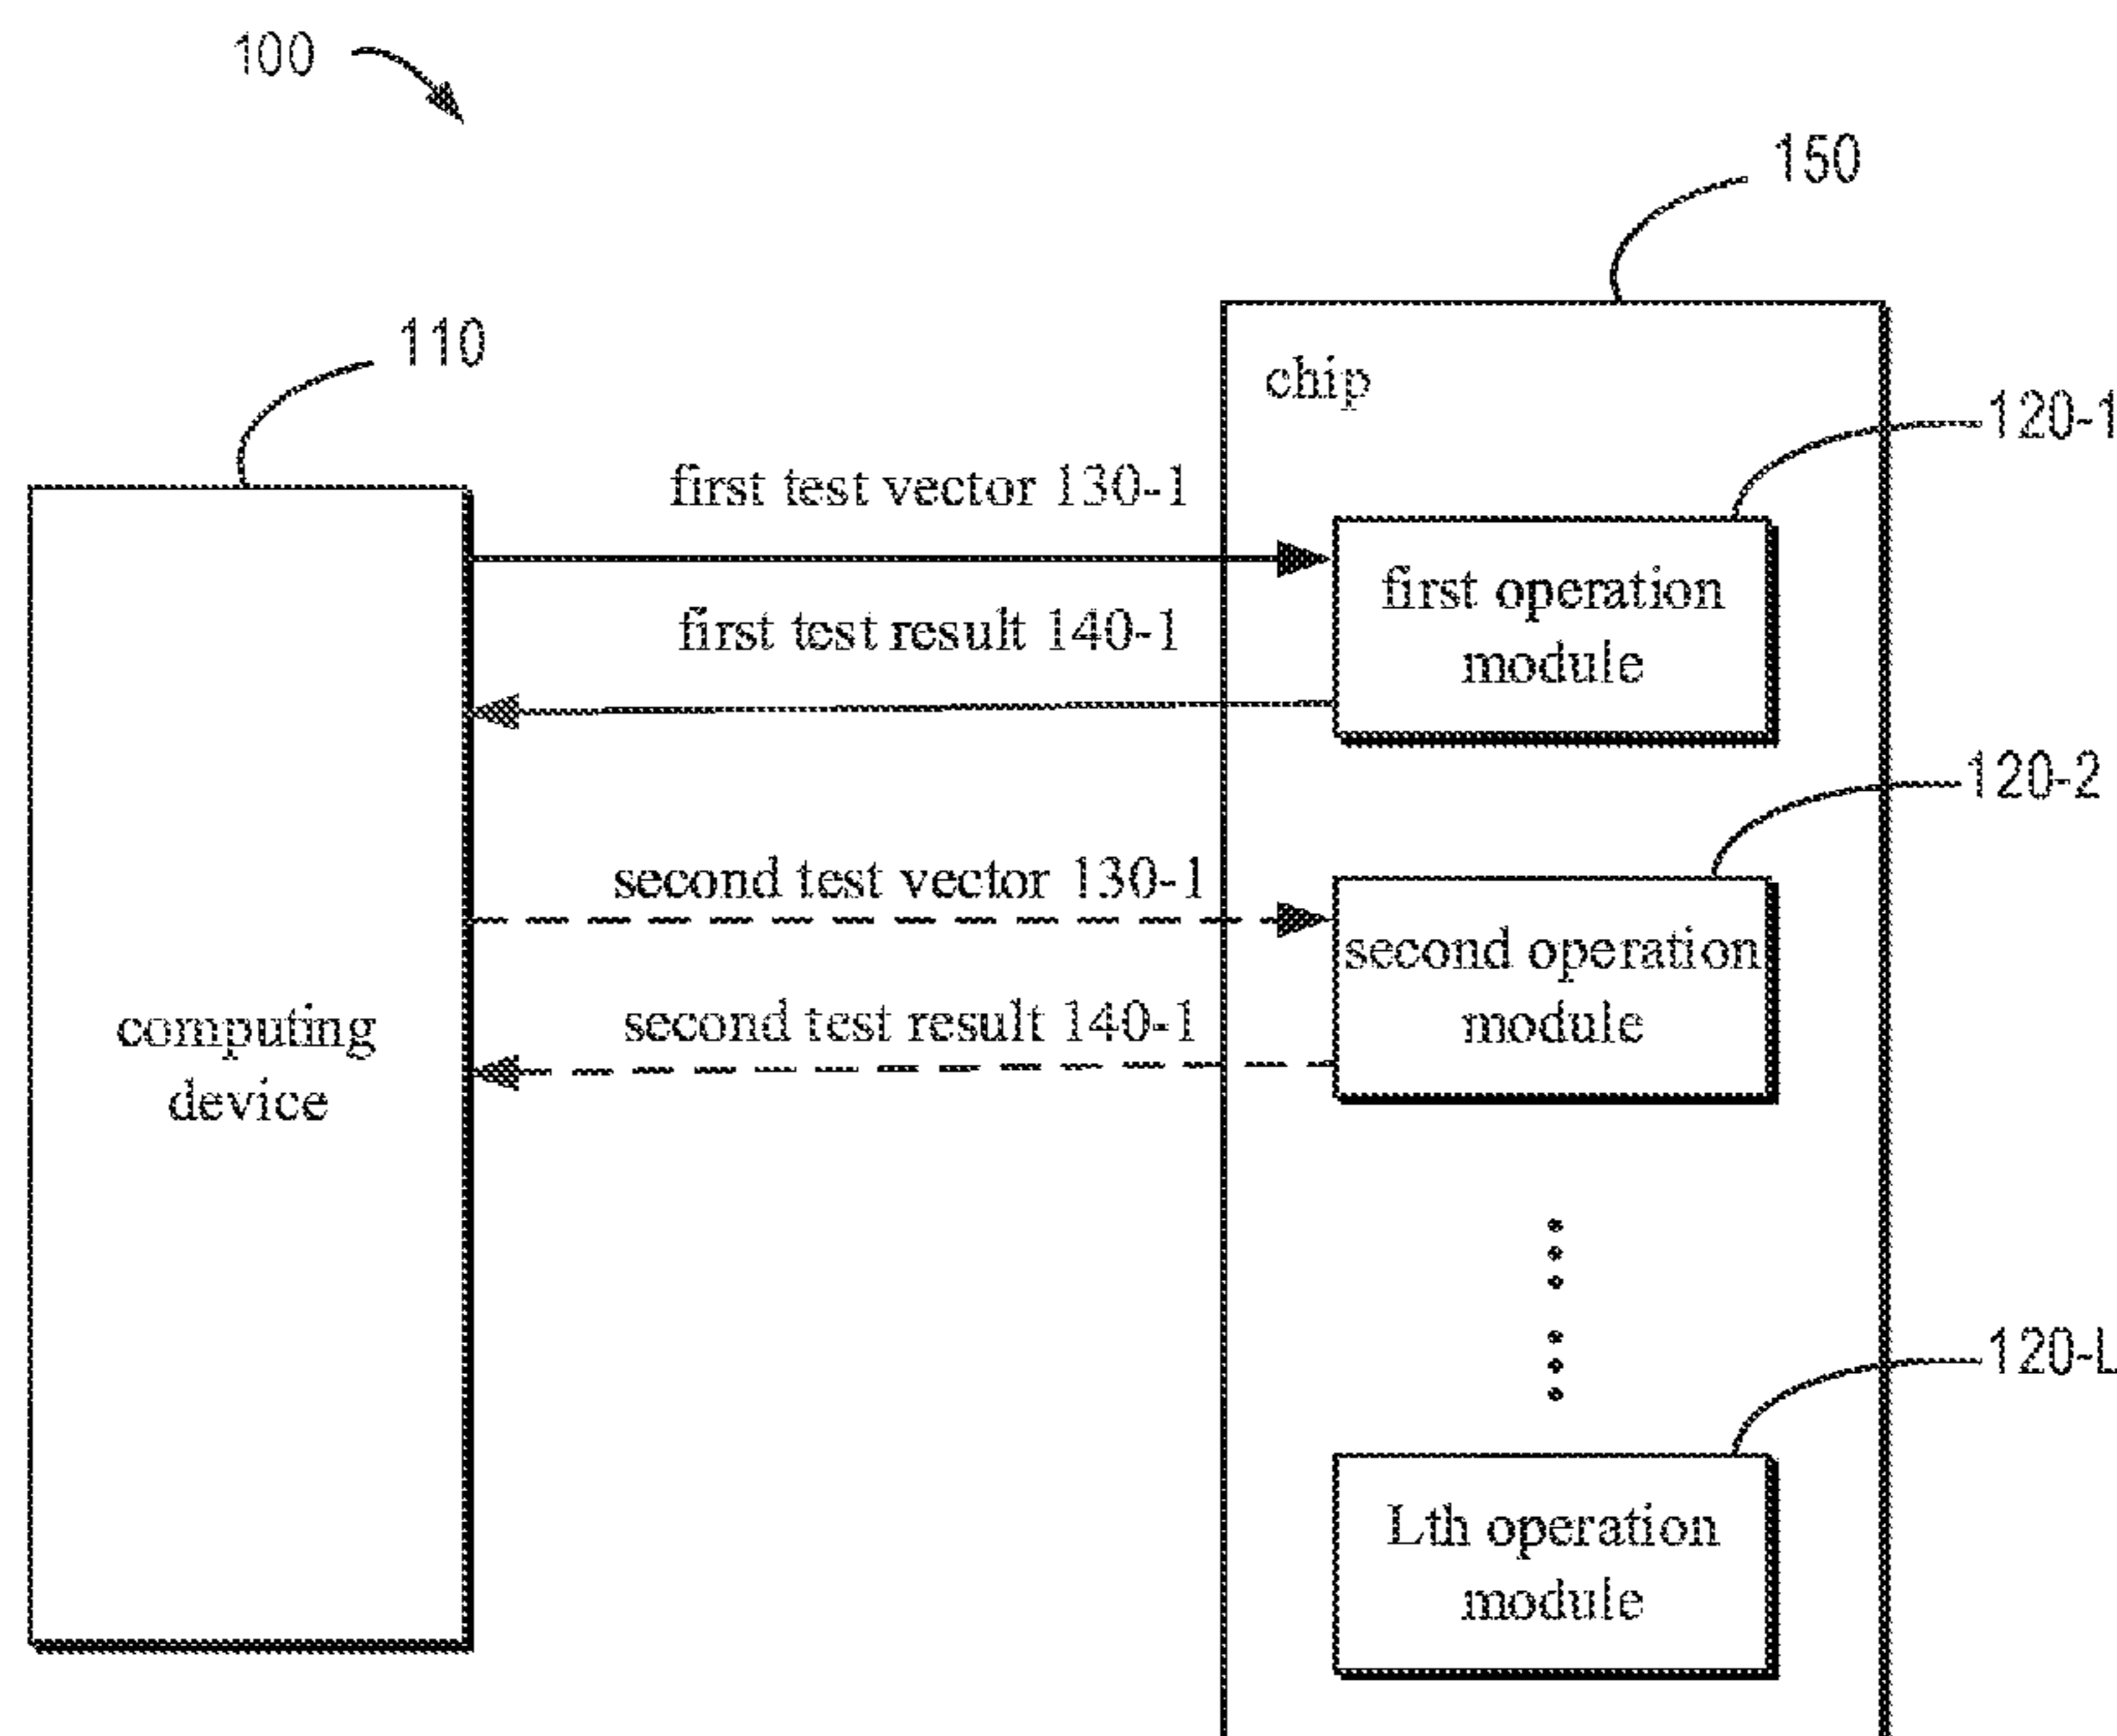 100
150
110
chip
120-1
first test vector 130-1
first operation
module
first test result 140-1
120-2
second test vector 130-1
second operation
module
second test result 140-1
computing
device
120-L
Lth operation
module